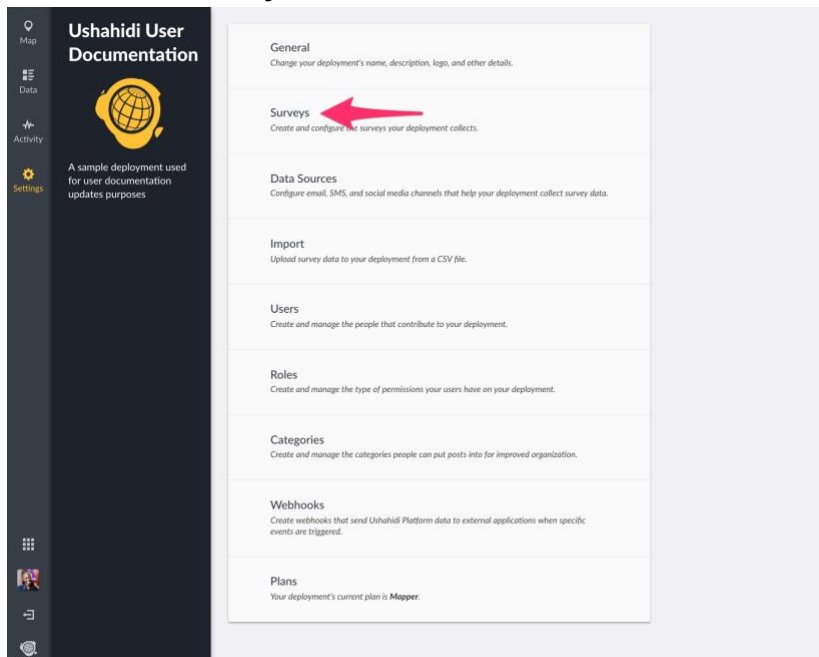 Map
Data
Activity
Settings
Ushahidi User
Documentation
A sample deployment used
for user documentation
updates purposes
General
Change your deployment's name, description, logo, and other details.
Surveys
Create and configure the surveys your deployment collects.
Data Sources
Configure email, SMS, and social media channels that help your deployment collect survey data.
Import
Upload survey data to your deployment from a CSV file.
Users
Create and manage the people that contribute to your deployment.
Roles
Create and manage the type of permissions your users have on your deployment.
Categories
Create and manage the categories people can put posts into for improved organization.
Webhooks
Create webhooks that send Ushahidi Platform data to external applications when specific
events are triggered.
Plans
Your deployment's current plan is Mapper.